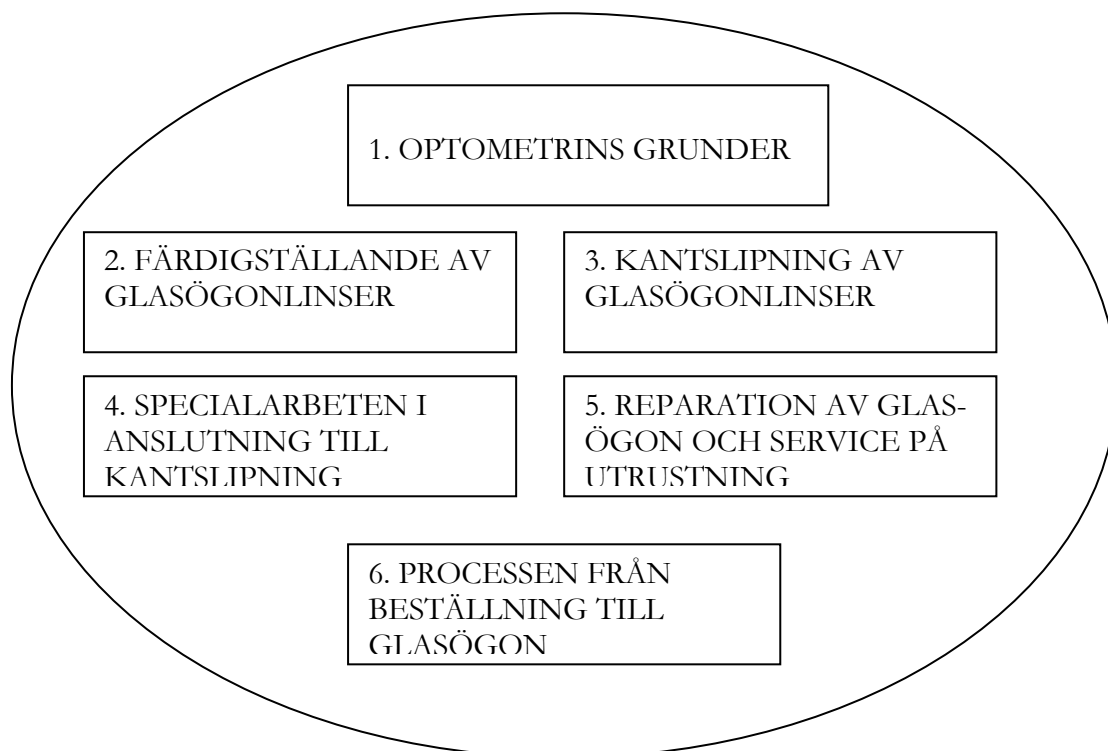 1. OPTOMETRINS GRUNDER
2. FÄRDIGSTÄLLANDE AV
GLASÖGONLINSER
3. KANTSLIPNING AV
GLASÖGONLINSER
4. SPECIALARBETEN I
ANSLUTNING TILL
KANTSLIPNING
5. REPARATION AV GLAS-
ÖGON OCH SERVICE PÅ
UTRUSTNING
6. PROCESSEN FRÅN
BESTÄLLNING TILL
GLASÖGON